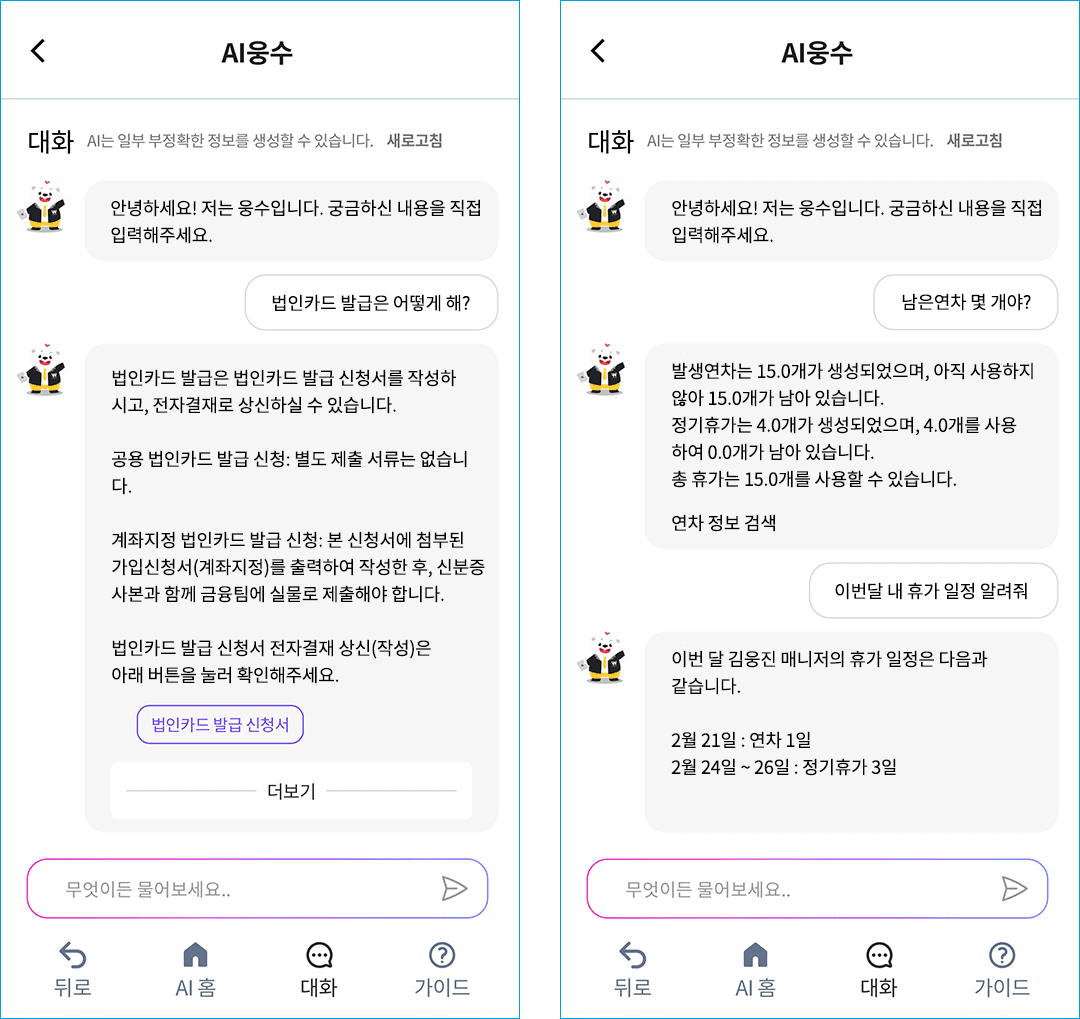 AI웅수
대화 AI는 일부 부정확한 정보를 생성할 수 있습니다. 새로고침
안녕하세요! 저는 웅수입니다. 궁금하신 내용을 직접
입력해주세요.
법인카드 발급은 어떻게 해?
법인카드 발급은 법인카드 발급 신청서를 작성하
시고, 전자결재로 상신하실 수 있습니다.
공용 법인카드 발급 신청: 별도 제출 서류는 없습니
다.
계좌지정 법인카드 발급 신청: 본 신청서에 첨부된
가입신청서(계좌지정)를 출력하여 작성한 후, 신분증
사본과 함께 금융팀에 실물로 제출해야 합니다.
법인카드 발급 신청서 전자결재 상신(작성)은
아래 버튼을 눌러 확인해주세요.
법인카드 발급 신청서
더보기
무엇이든 물어보세요..
뒤로 AI 홈 대화 가이드
AI웅수
대화 AI는 일부 부정확한 정보를 생성할 수 있습니다. 새로고침
안녕하세요! 저는 웅수입니다. 궁금하신 내용을 직접
입력해주세요.
남은연차 몇 개야?
발생연차는 15.0개가 생성되었으며, 아직 사용하지
않아 15.0개가 남아 있습니다.
정기휴가는 4.0개가 생성되었으며, 4.0개를 사용
하여 0.0개가 남아 있습니다.
총 휴가는 15.0개를 사용할 수 있습니다.
연차 정보 검색
이번달 내 휴가 일정 알려줘
이번 달 김웅진 매니저의 휴가 일정은 다음과
같습니다.
2월 21일 : 연차 1일
2월 24일 ~ 26일 : 정기휴가 3일
무엇이든 물어보세요..
뒤로 AI 홈 대화 가이드